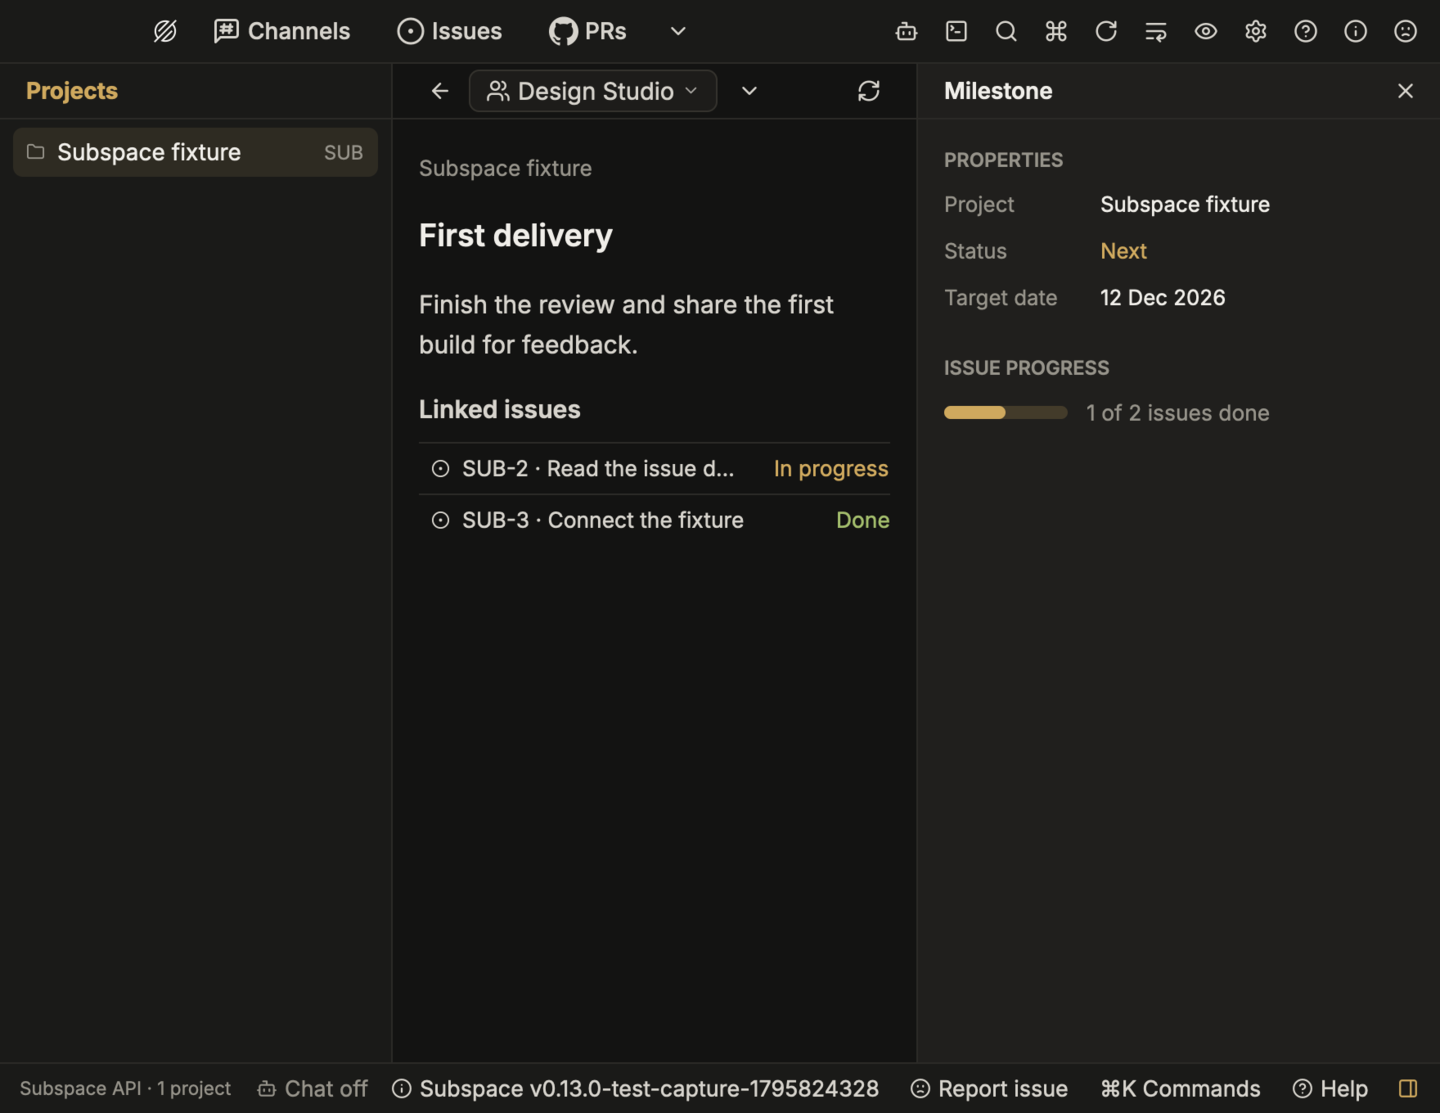 Channels
Issues
PRs
Projects
Subspace fixture SUB
Design Studio
Subspace fixture
First delivery
Finish the review and share the first
build for feedback.
Linked issues
SUB-2 · Read the issue d... In progress
SUB-3 · Connect the fixture Done
Milestone
PROPERTIES
Project Subspace fixture
Status Next
Target date 12 Dec 2026
ISSUE PROGRESS
1 of 2 issues done
Subspace API · 1 project
Chat off
Subspace v0.13.0-test-capture-1795824328
Report issue
⌘K Commands
Help